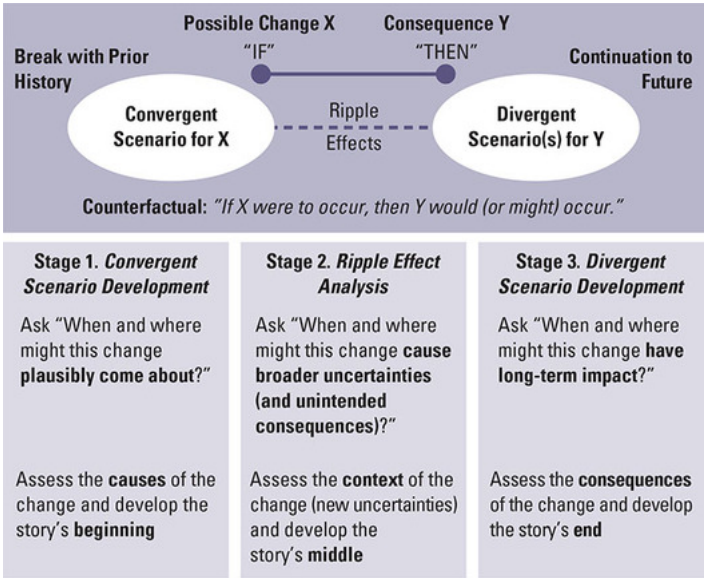 Possible Change X
Consequence Y
"IF"
"THEN"
Break with Prior
History
Continuation to
Future
Convergent
Scenario for X
Ripple
Effects
Divergent
Scenario(s) for Y
Counterfactual: "If X were to occur, then Y would (or might) occur."
Stage 1. Convergent
Scenario Development
Ask "When and where
might this change
plausibly come about?"
Assess the causes of the
change and develop the
story's beginning
Stage 2. Ripple Effect
Analysis
Ask "When and where
might this change cause
broader uncertainties
(and unintended
consequences)?"
Assess the context of the
change (new uncertainties)
and develop the
story's middle
Stage 3. Divergent
Scenario Development
Ask "When and where
might this change have
long-term impact?"
Assess the consequences
of the change and develop
the story's end